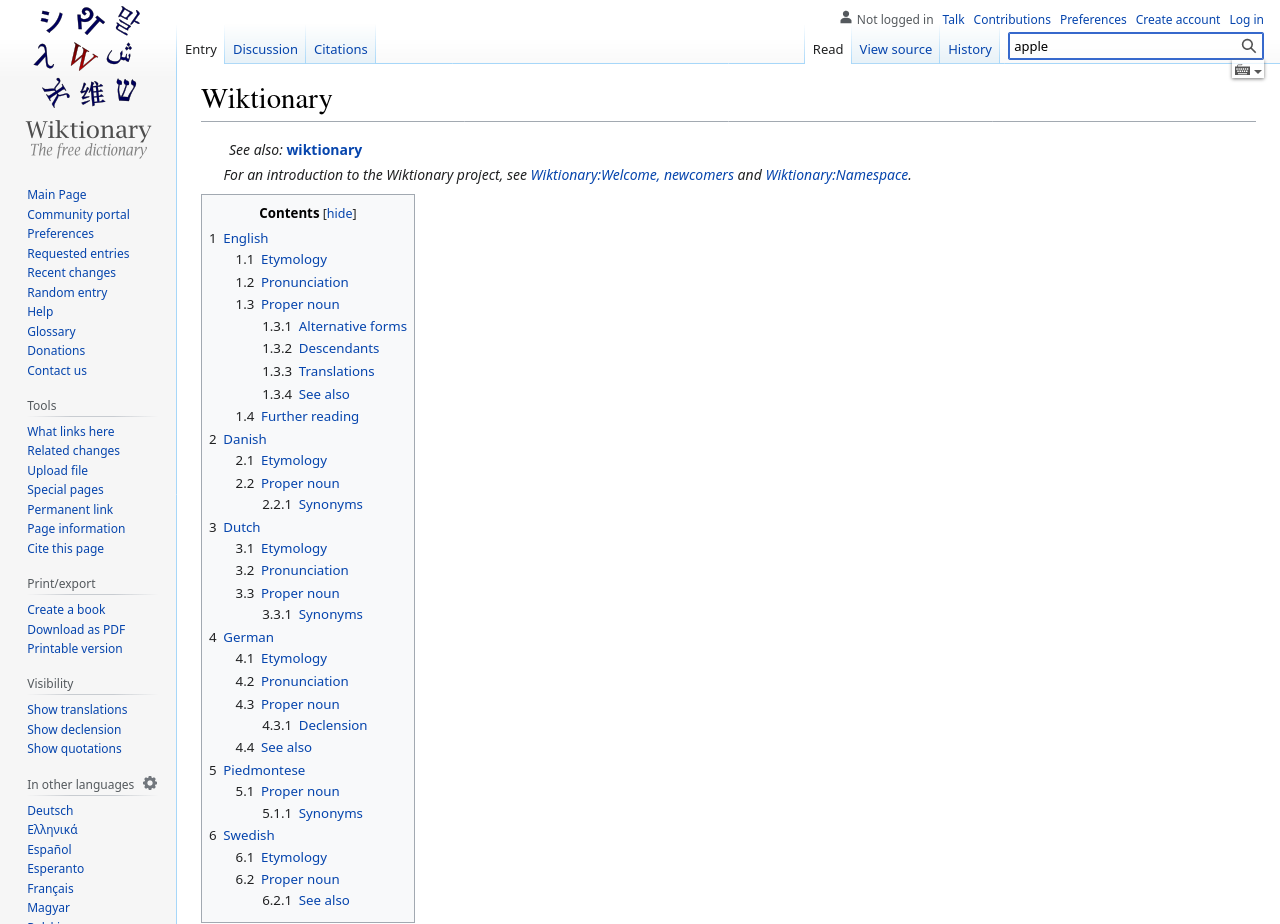 Wiktionary
The free dictionary
Not logged in Talk Contributions Preferences Create account Log in
Entry Discussion Citations Read View source History apple
Wiktionary
See also: wiktionary
For an introduction to the Wiktionary project, see Wiktionary:Welcome, newcomers and Wiktionary:Namespace.
Contents [hide]
1 English
1.1 Etymology
1.2 Pronunciation
1.3 Proper noun
1.3.1 Alternative forms
1.3.2 Descendants
1.3.3 Translations
1.3.4 See also
1.4 Further reading
2 Danish
2.1 Etymology
2.2 Proper noun
2.2.1 Synonyms
3 Dutch
3.1 Etymology
3.2 Pronunciation
3.3 Proper noun
3.3.1 Synonyms
4 German
4.1 Etymology
4.2 Pronunciation
4.3 Proper noun
4.3.1 Declension
4.4 See also
5 Piedmontese
5.1 Proper noun
5.1.1 Synonyms
6 Swedish
6.1 Etymology
6.2 Proper noun
6.2.1 See also
Main Page
Community portal
Preferences
Requested entries
Recent changes
Random entry
Help
Glossary
Donations
Contact us
Tools
What links here
Related changes
Upload file
Special pages
Permanent link
Page information
Cite this page
Print/export
Create a book
Download as PDF
Printable version
Visibility
Show translations
Show declension
Show quotations
In other languages
Deutsch
Ελληνικά
Español
Esperanto
Français
Magyar